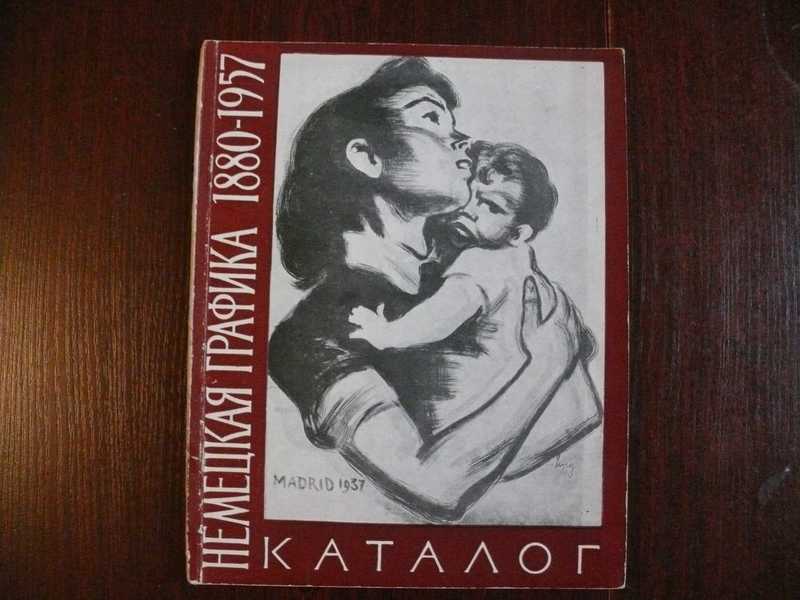 НЕМЕЦКАЯ ГРАФИКА 1880-1957
MADRID 1937
КАТАЛОГ